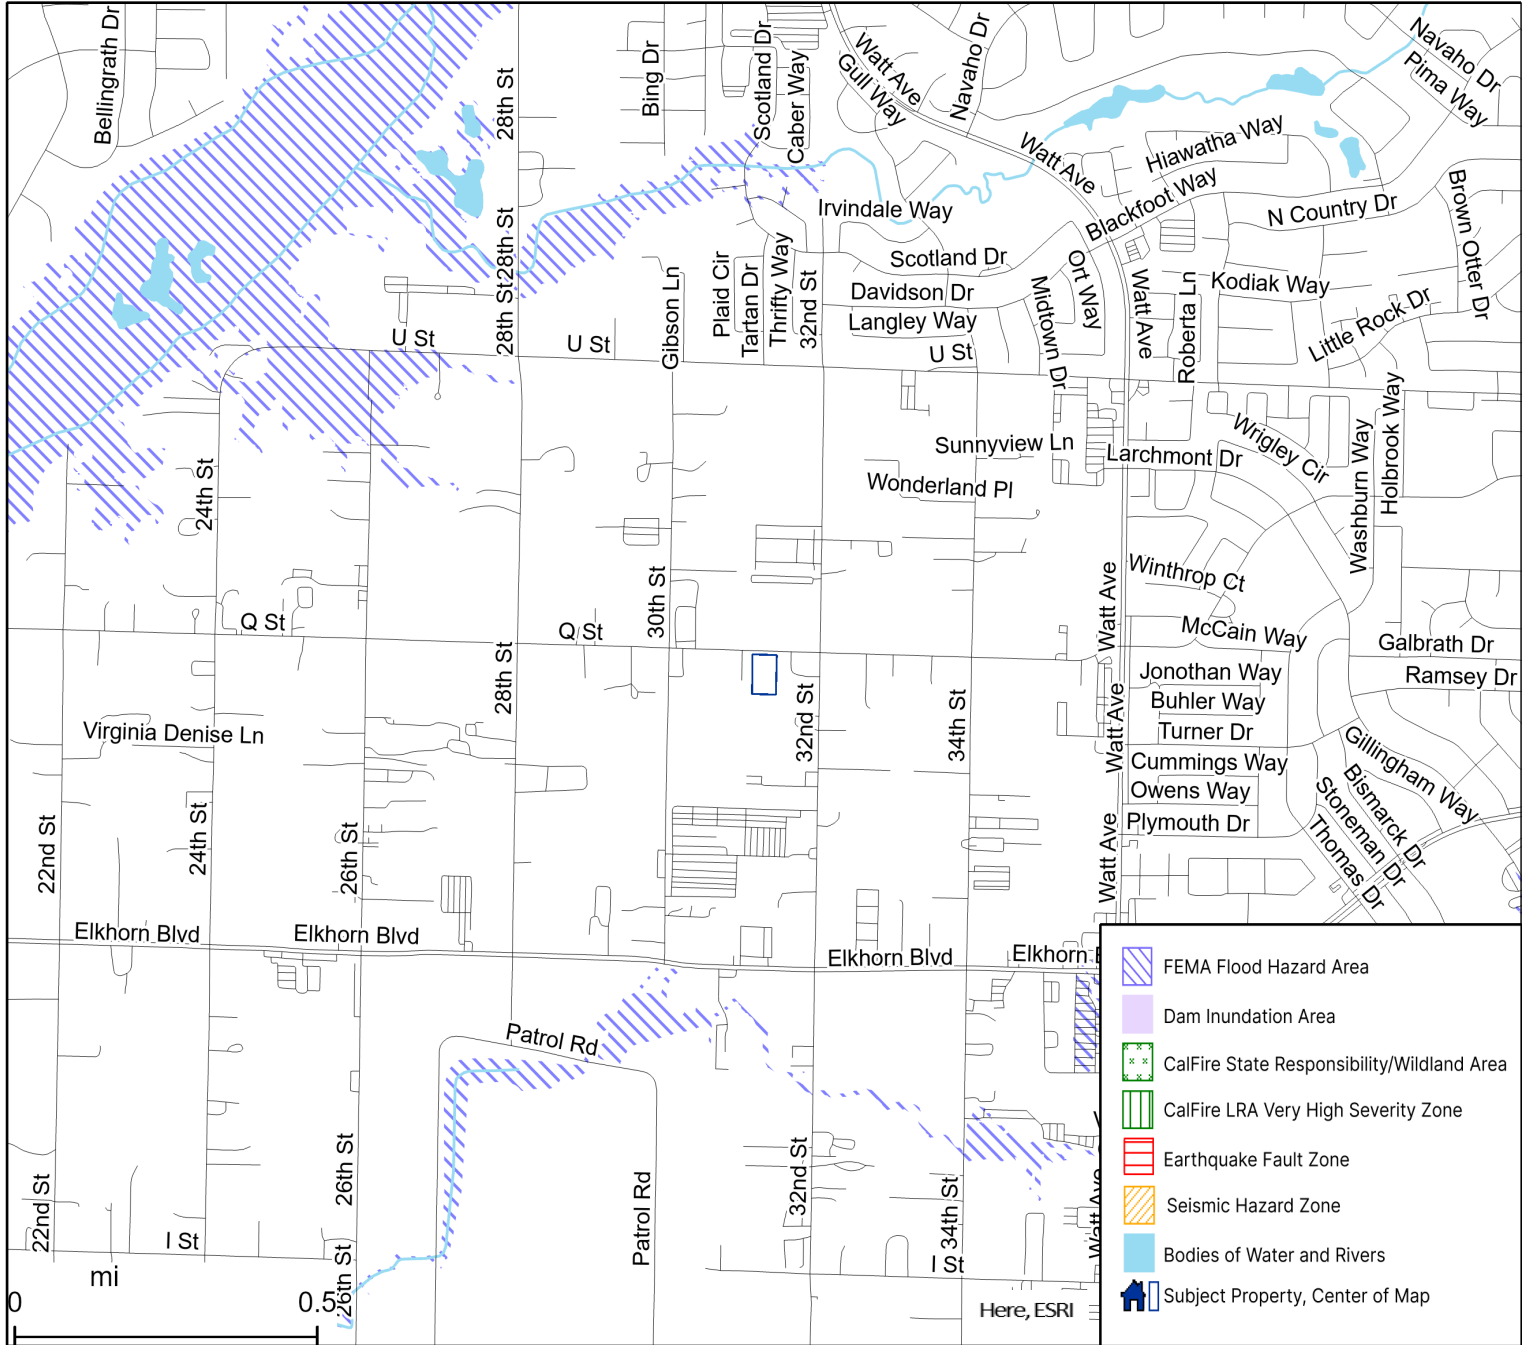 Bellingrath Dr
28th St
Bing Dr
Scotland Dr
Caber Way
Watt Ave
Gull Way
Navaho Dr
Navaho Dr
Pima Way
Watt Ave
Hiawatha Way
Blackfoot Way
N Country Dr
Brown Otter Dr
Irvindale Way
28th St
28th St
Scotland Dr
Ort Way
Plaid Cir
Tartan Dr
Thrifty Way
32nd St
Gibson Ln
Davidson Dr
Midtown Dr
Watt Ave
Roberta Ln
Kodiak Way
Little Rock Dr
Langley Way
U St
U St
U St
Holbrook Way
Washburn Way
Wrigley Cir
Sunnyview Ln
Larchmont Dr
Wonderland Pl
24th St
30th St
Winthrop Ct
Watt Ave
Q St
Q St
McCain Way
Galbrath Dr
28th St
Jonothan Way
Ramsey Dr
Buhler Way
32nd St
34th St
Watt Ave
Virginia Denise Ln
Turner Dr
Gillingham Way
Cummings Way
Bismarck Dr
Stoneman Dr
Owens Way
Thomas Dr
Plymouth Dr
22nd St
24th St
26th St
Watt Ave
Elkhorn Blvd
Elkhorn Blvd
Elkhorn Blvd
Elkhorn
Patrol Rd
26th St
32nd St
22nd St
Patrol Rd
34th St
Watt Ave
I St
I St
26th St
mi
0
0.5
Here, ESRI
FEMA Flood Hazard Area
Dam Inundation Area
CalFire State Responsibility/Wildland Area
CalFire LRA Very High Severity Zone
Earthquake Fault Zone
Seismic Hazard Zone
Bodies of Water and Rivers
Subject Property, Center of Map